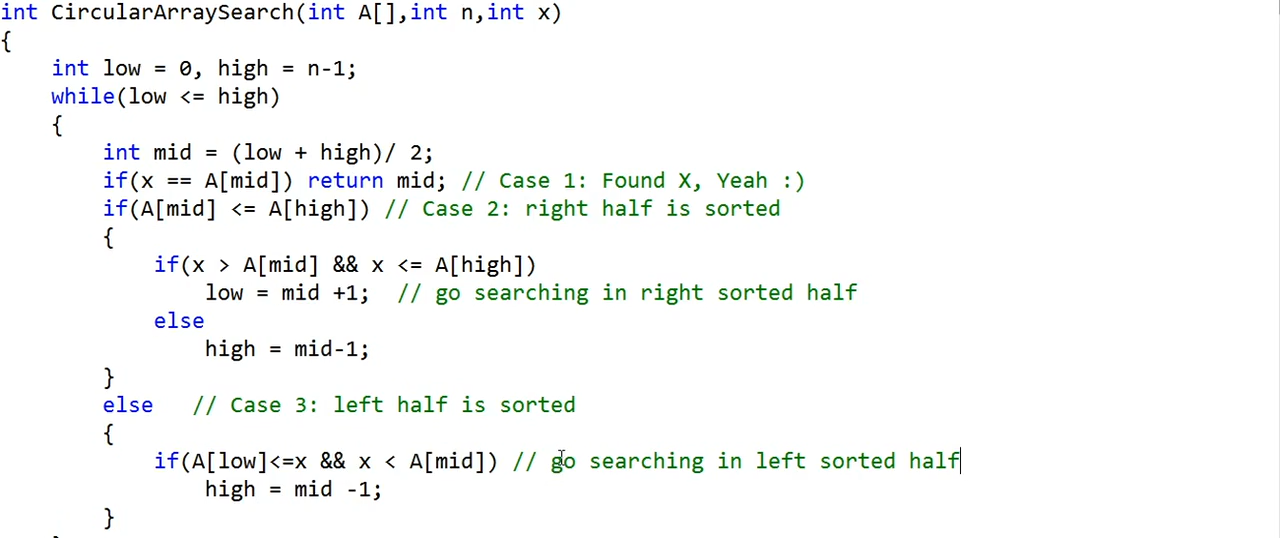 int CircularArraySearch(int A[],int n,int x)
{
    int low = 0, high = n-1;
    while(low <= high)
    {
        int mid = (low + high)/ 2;
        if(x == A[mid]) return mid; // Case 1: Found X, Yeah :)
        if(A[mid] <= A[high]) // Case 2: right half is sorted
        {
            if(x > A[mid] && x <= A[high])
                low = mid +1;  // go searching in right sorted half
            else
                high = mid-1;
        }
        else   // Case 3: left half is sorted
        {
            if(A[low]<=x && x < A[mid]) // go searching in left sorted half
                high = mid -1;
        }